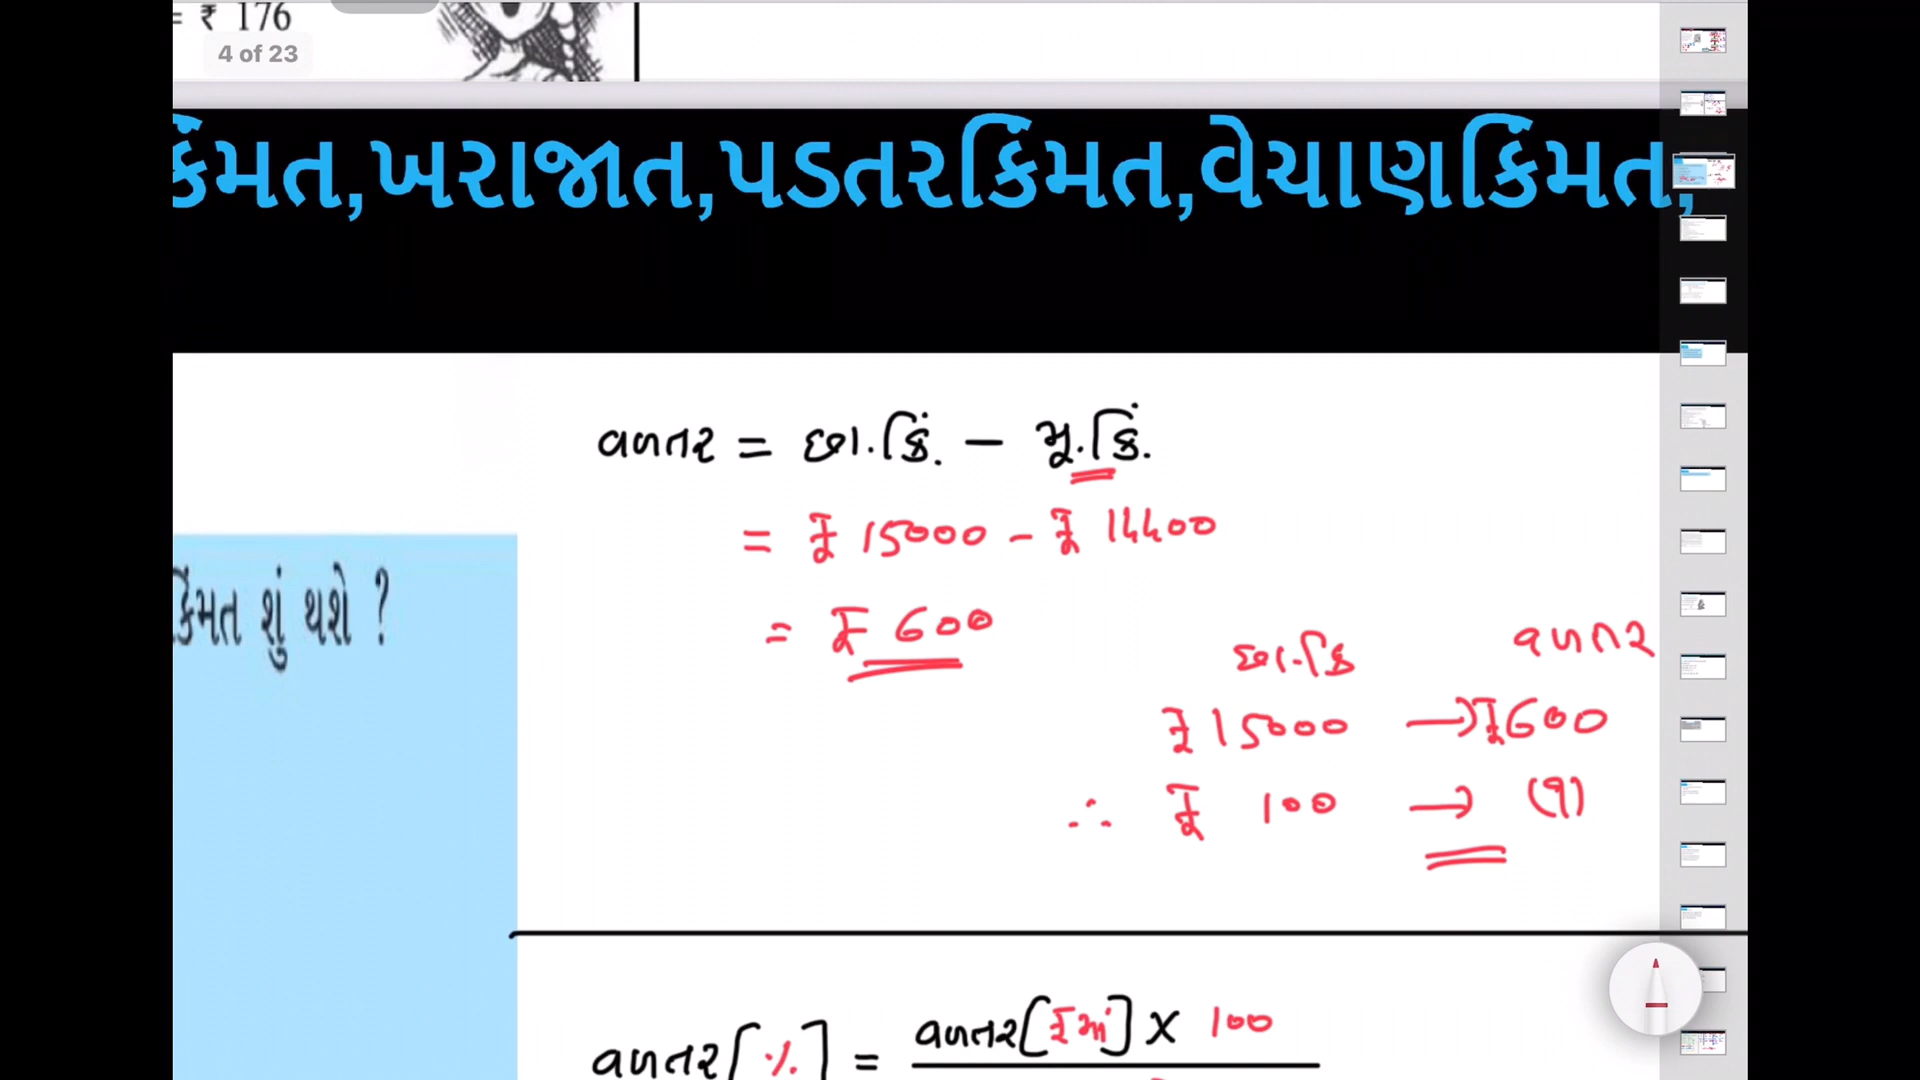 = ₹ 176
4 of 23
કિંમત,ખરાજાત,પડતરકિંમત,વેચાણકિંમત,
વળતર = છા.કિં. - મૂ.કિં.
= ₹ 15000 - ₹ 14400
= ₹ 600
કિંમત શું થશે ?
છા.કિ વળતર
₹ 15000 → ₹600
∴ ₹ 100 → (?)
વળતર [%] = વળતર [₹માં] × 100